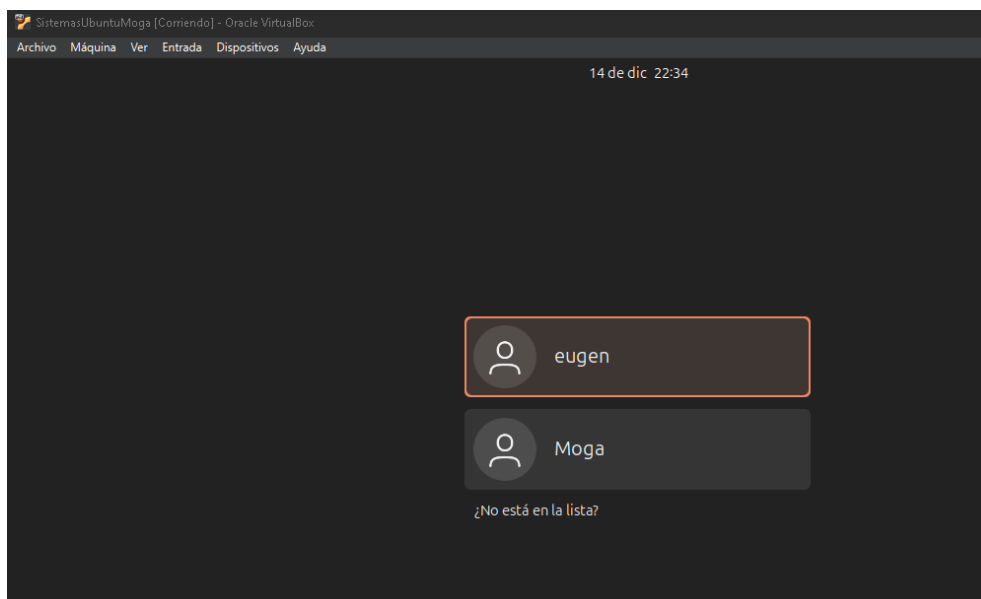 SistemasUbuntuMoga [Corriendo] - Oracle VirtualBox
Archivo Máquina Ver Entrada Dispositivos Ayuda
14 de dic 22:34
eugen
Moga
¿No está en la lista?